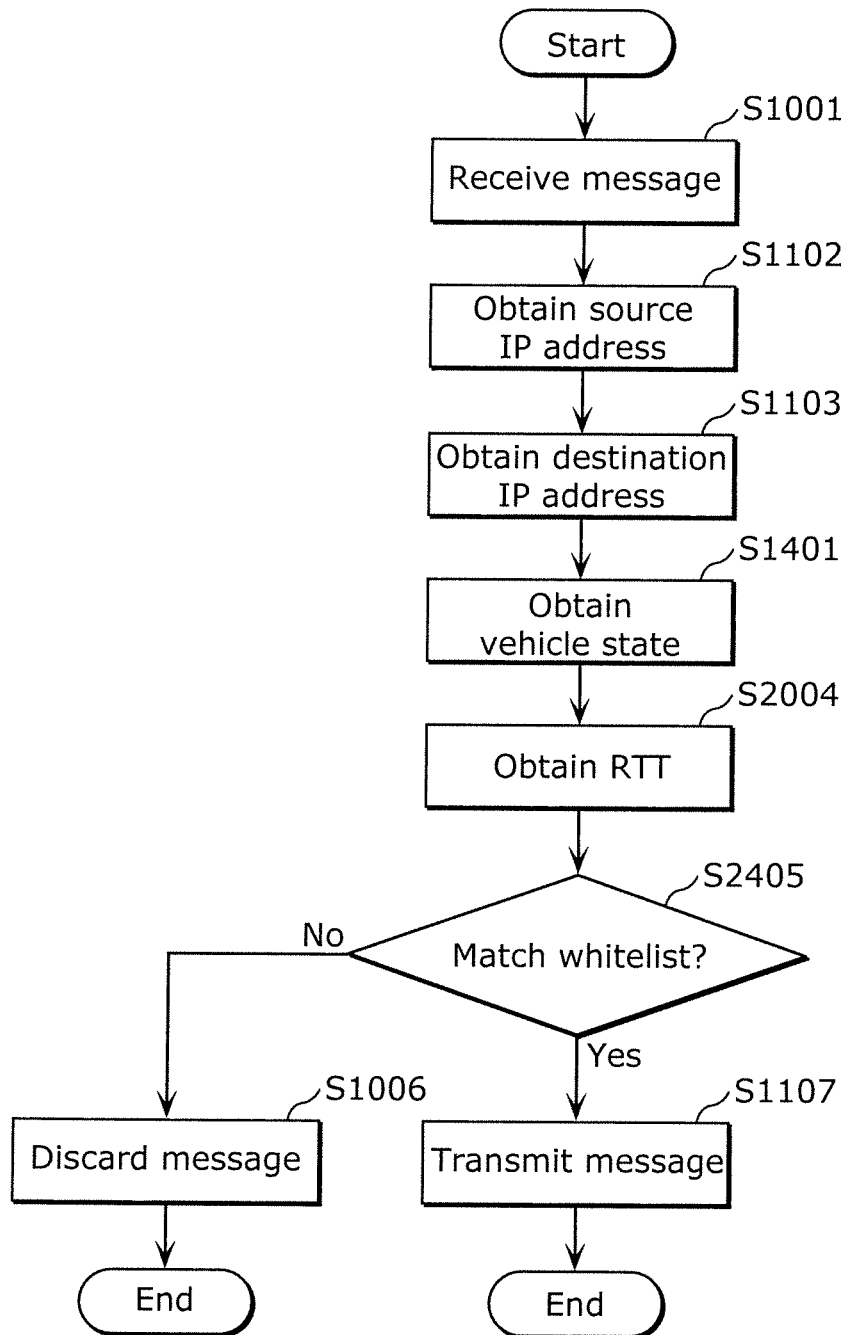 Start
S1001
Receive message
S1102
Obtain source
IP address
S1103
Obtain destination
IP address
S1401
Obtain
vehicle state
S2004
Obtain RTT
S2405
Match whitelist?
No
Yes
S1006
Discard message
S1107
Transmit message
End
End